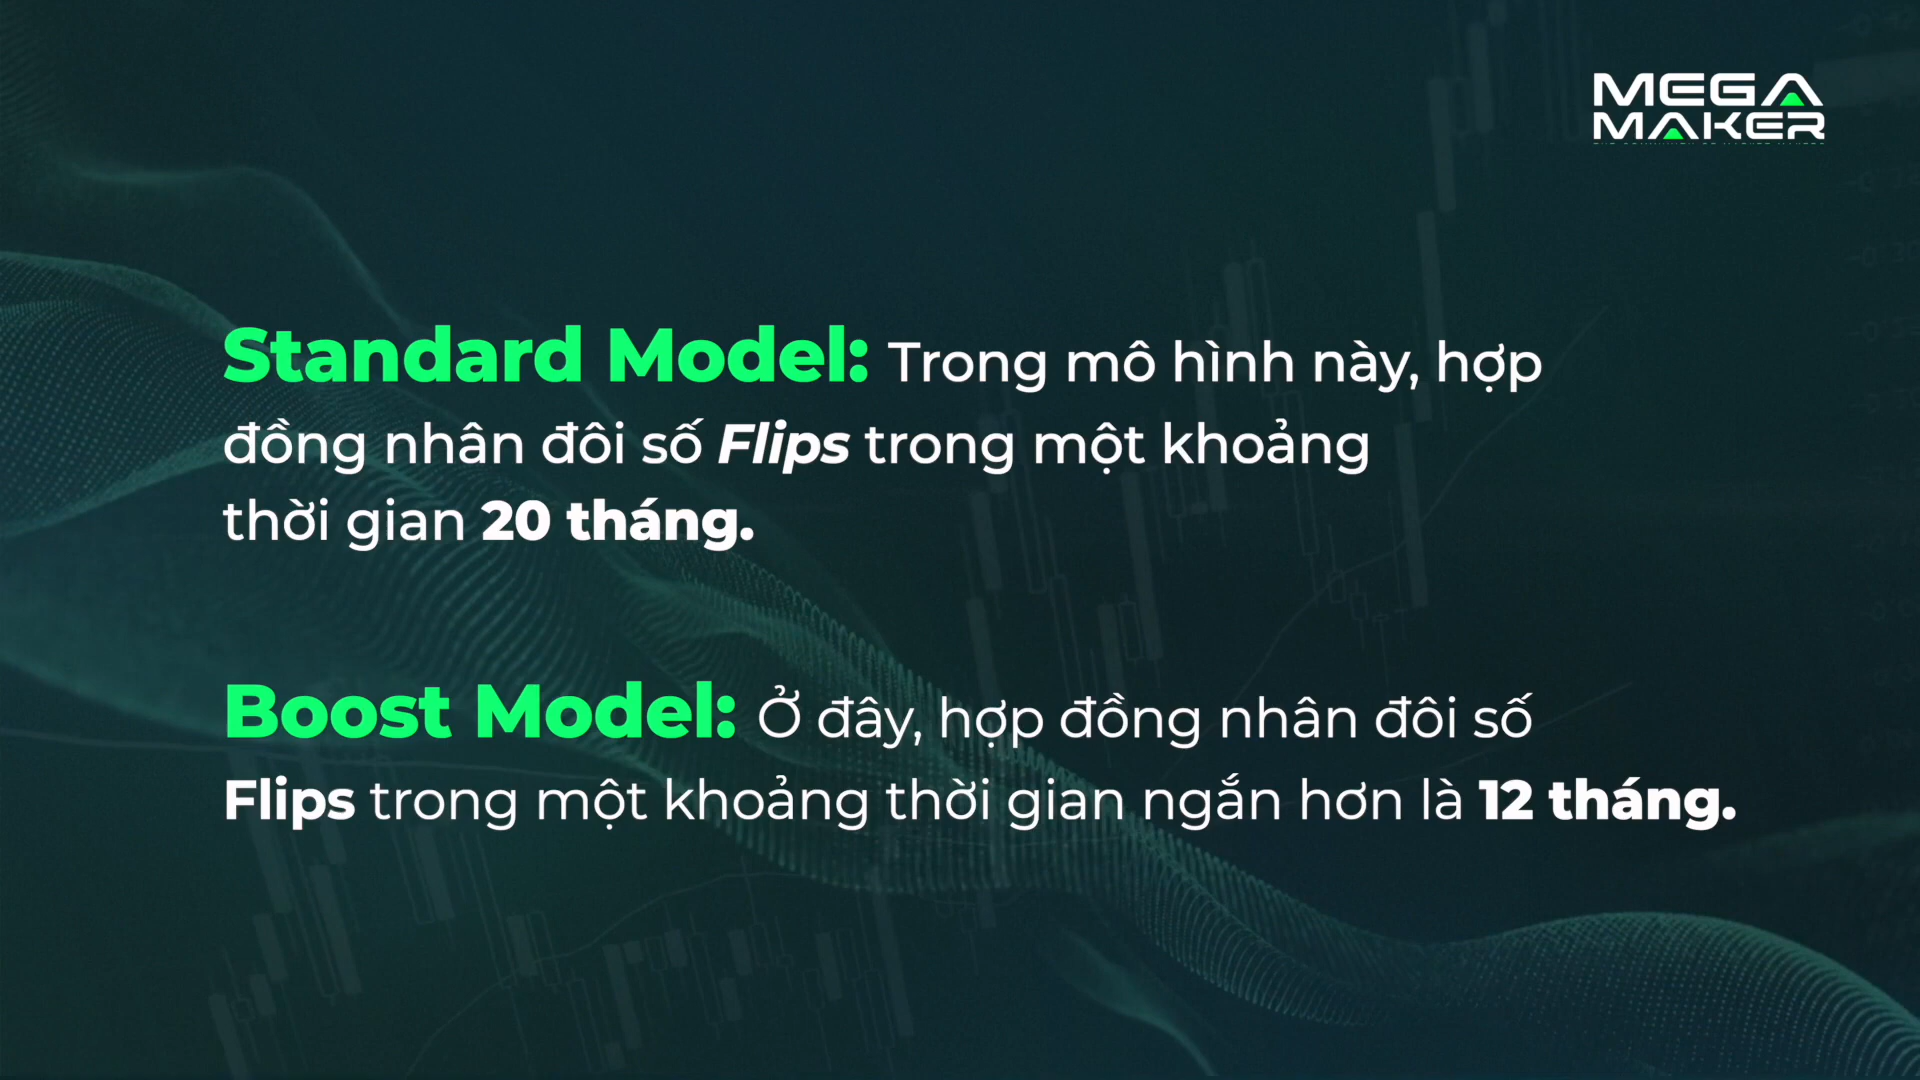 MEGA
MAKER
Standard Model: Trong mô hình này, hợp
đồng nhân đôi số Flips trong một khoảng
thời gian 20 tháng.
Boost Model: Ở đây, hợp đồng nhân đôi số
Flips trong một khoảng thời gian ngắn hơn là 12 tháng.